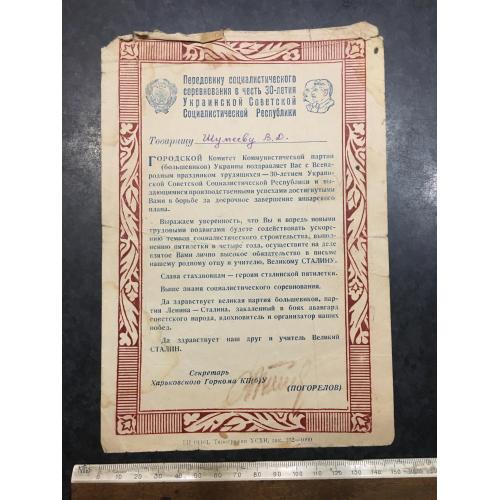 Передовику социалистического
соревнования в честь 30-летия
Украинской Советской
Социалистической Республики
Товарищу Шумееву В.Д.
ГОРОДСКОЙ Комитет Коммунистической партии
(большевиков) Украины поздравляет Вас с Всена-
родным праздником трудящихся — 30-летием Украин-
ской Советской Социалистической Республики и вы-
дающимися производственными успехами достигнутыми
Вами в борьбе за досрочное завершение январского
плана.
Выражаем уверенность, что Вы и впредь новыми
трудовыми подвигами будете содействовать ускоре-
нию темпов социалистического строительства, выпол-
нению пятилетки в четыре года, осуществите на деле
взятое Вами лично высокое обязательство в письме
нашему родному отцу и учителю, Великому СТАЛИНУ.
Слава стахановцам — героям сталинской пятилетки.
Выше знамя социалистического соревнования.
Да здравствует великая партия большевиков, пар-
тия Ленина — Сталина, закаленный в боях авангард
советского народа, вдохновитель и организатор наших
побед.
Да здравствует наш друг и учитель Великий
СТАЛИН.
Секретарь
Харьковского Горкома КП(б)У
(ПОГОРЕЛОВ)
Типография УСХИ, зак.